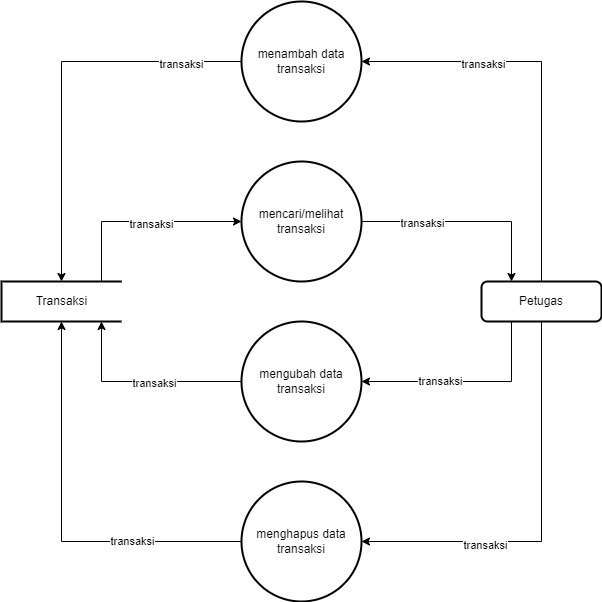 menambah data
transaksi
transaksi
transaksi
mencari/melihat
transaksi
transaksi
transaksi
Transaksi
Petugas
mengubah data
transaksi
transaksi
transaksi
menghapus data
transaksi
transaksi
transaksi